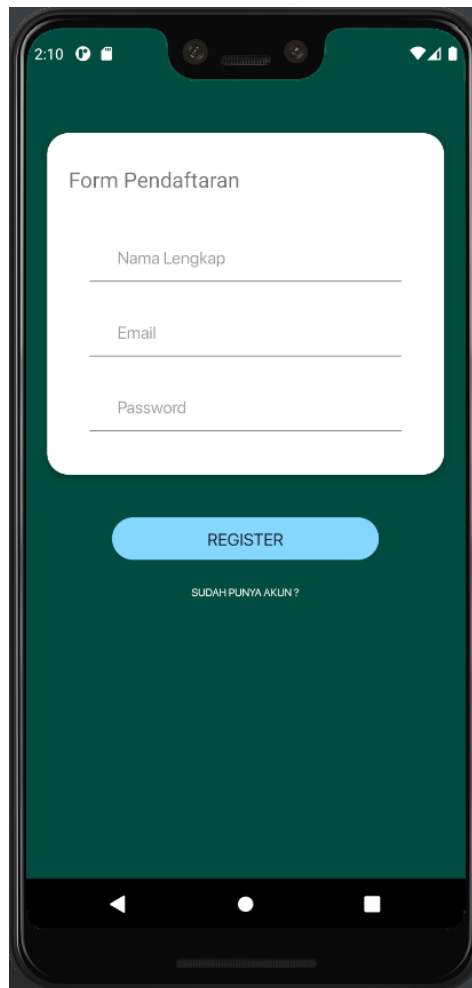 2:10
Form Pendaftaran
Nama Lengkap
Email
Password
REGISTER
SUDAH PUNYA AKUN ?